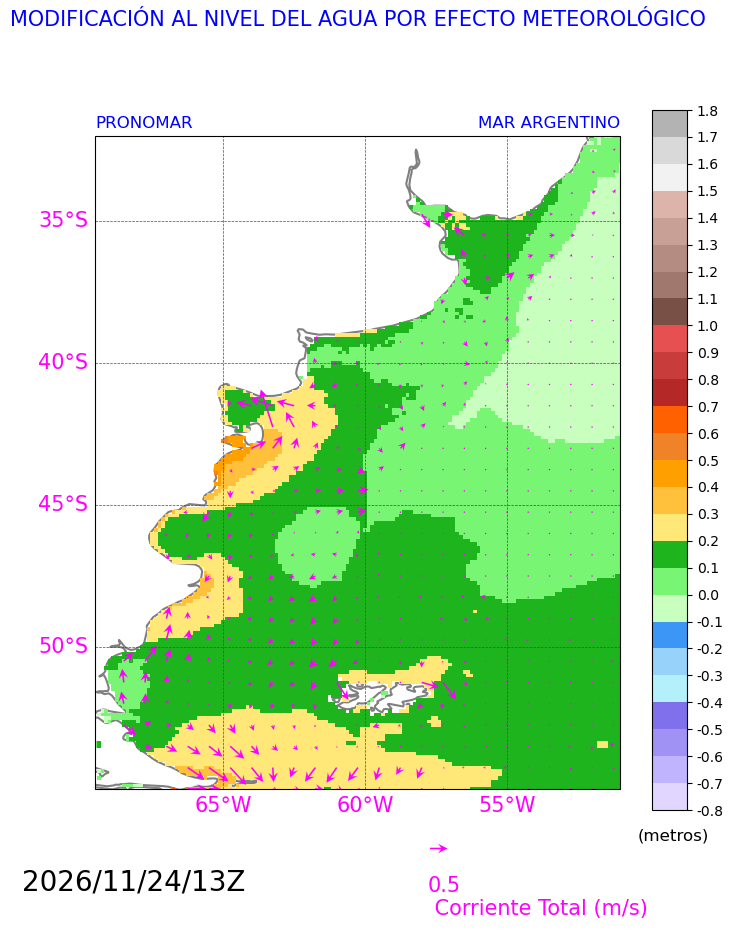 MODIFICACIÓN AL NIVEL DEL AGUA POR EFECTO METEOROLÓGICO
PRONOMAR
MAR ARGENTINO
35°S
40°S
45°S
50°S
65°W
60°W
55°W
1.8
1.7
1.6
1.5
1.4
1.3
1.2
1.1
1.0
0.9
0.8
0.7
0.6
0.5
0.4
0.3
0.2
0.1
0.0
-0.1
-0.2
-0.3
-0.4
-0.5
-0.6
-0.7
-0.8
(metros)
2026/11/24/13Z
0.5
Corriente Total (m/s)